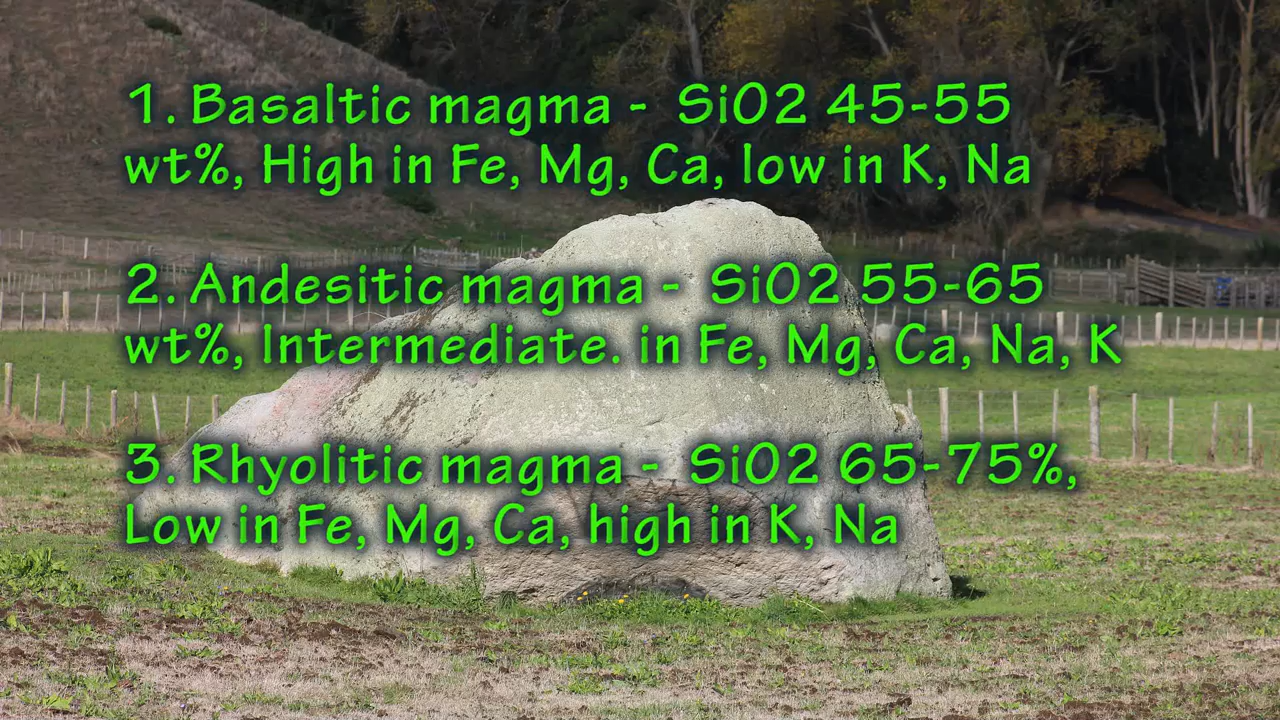 1. Basaltic magma - SiO2 45-55
wt%, High in Fe, Mg, Ca, low in K, Na
2. Andesitic magma - SiO2 55-65
wt%, Intermediate. in Fe, Mg, Ca, Na, K
3. Rhyolitic magma - SiO2 65-75%,
Low in Fe, Mg, Ca, high in K, Na